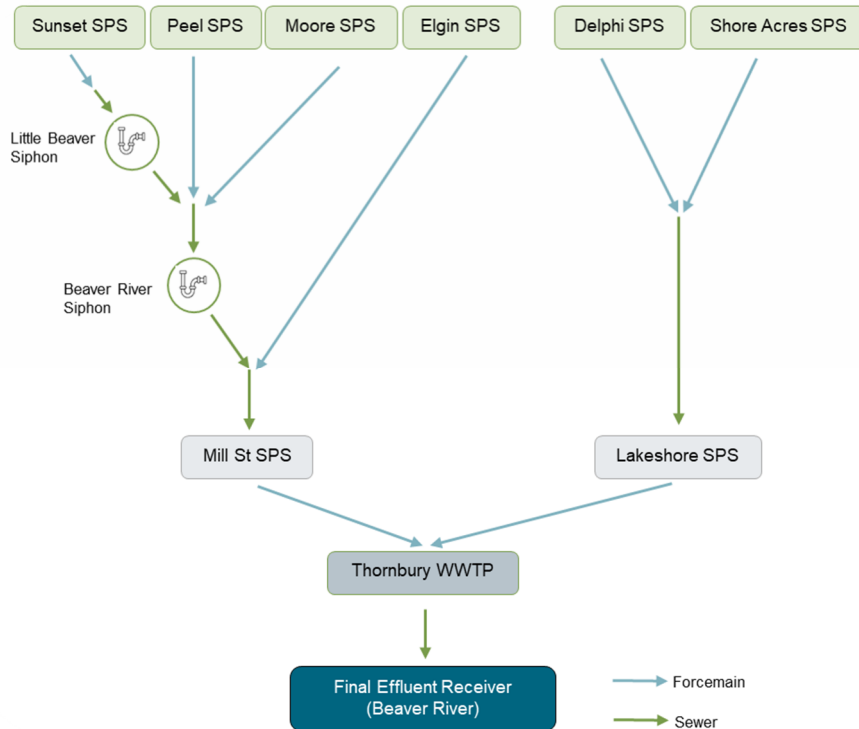 Sunset SPS
Peel SPS
Moore SPS
Elgin SPS
Delphi SPS
Shore Acres SPS
Little Beaver
Siphon
Beaver River
Siphon
Mill St SPS
Lakeshore SPS
Thornbury WWTP
Final Effluent Receiver
(Beaver River)
Forcemain
Sewer